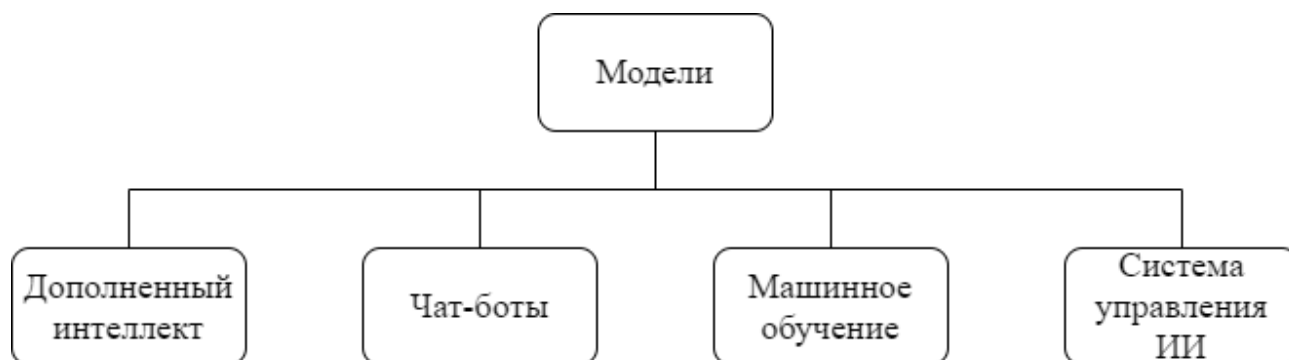 Модели
Дополненный
интеллект
Чат-боты
Машинное
обучение
Система
управления
ИИ